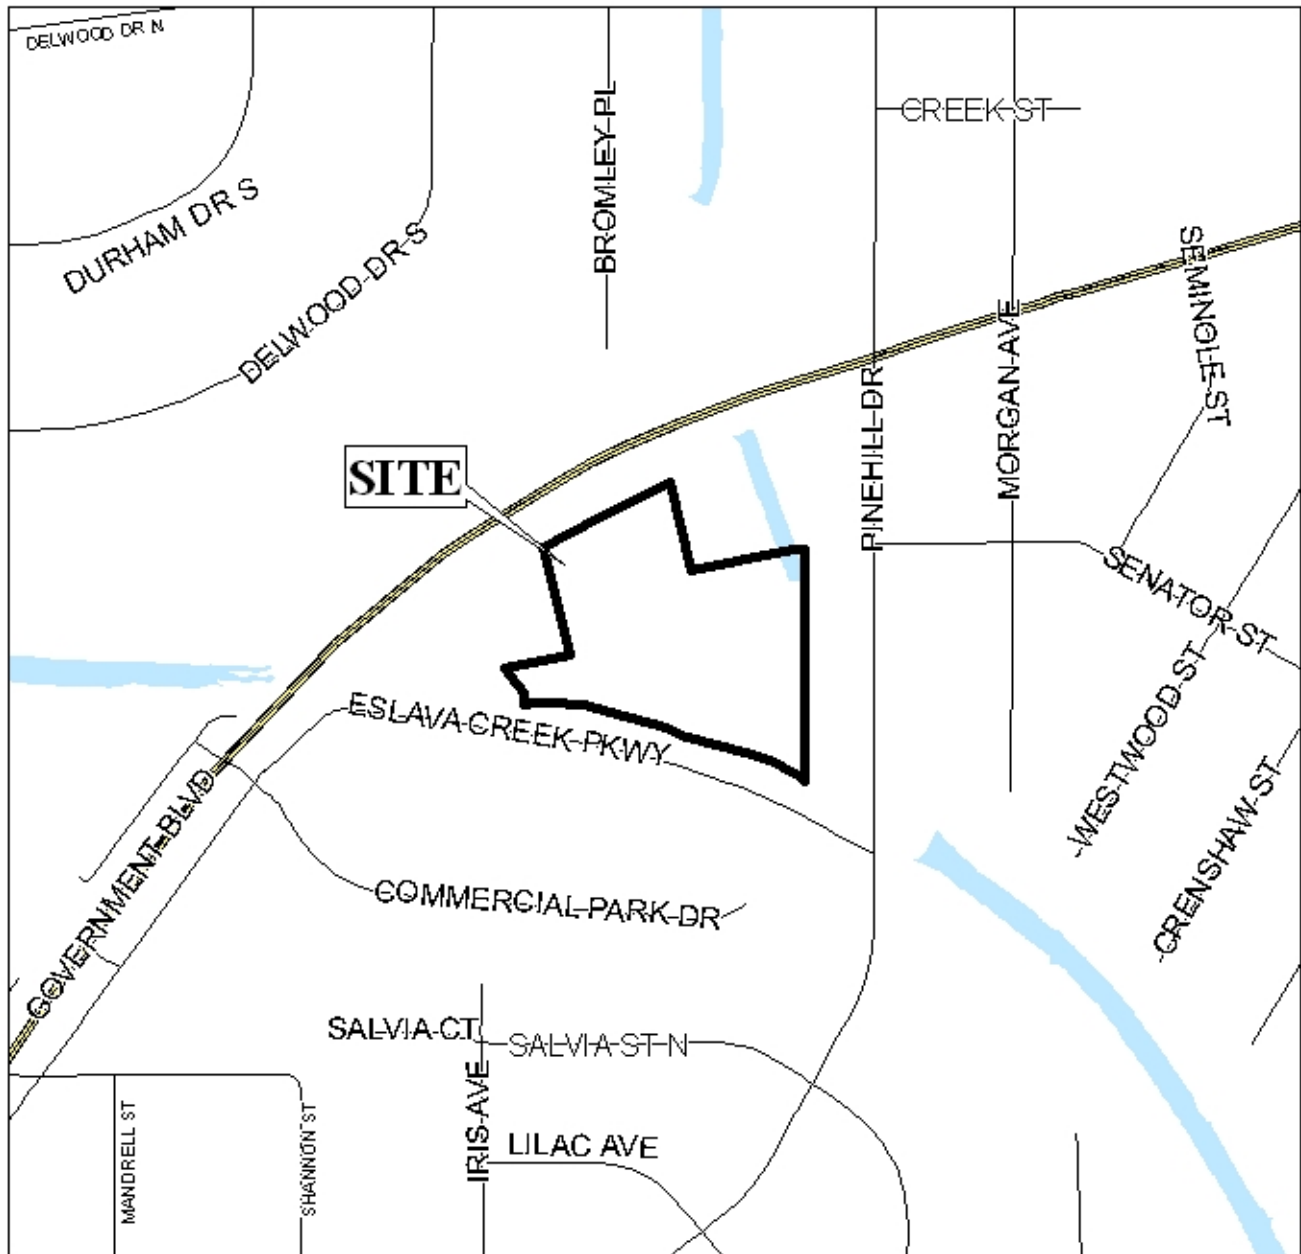 DELWOOD DR N
CREEK ST
BROMLEY PL
DURHAM DR S
DELWOOD DR S
SEMINOLE ST
MORGAN AVE
PINEHILL DR
SITE
SENATOR ST
WESTWOOD ST
ESLAVA CREEK PKWY
CRENSHAW ST
GOVERNMENT BLVD
COMMERCIAL PARK DR
SALVIA CT
SALVIA ST N
IRIS AVE
LILAC AVE
MANDRELL ST
SHANNON ST